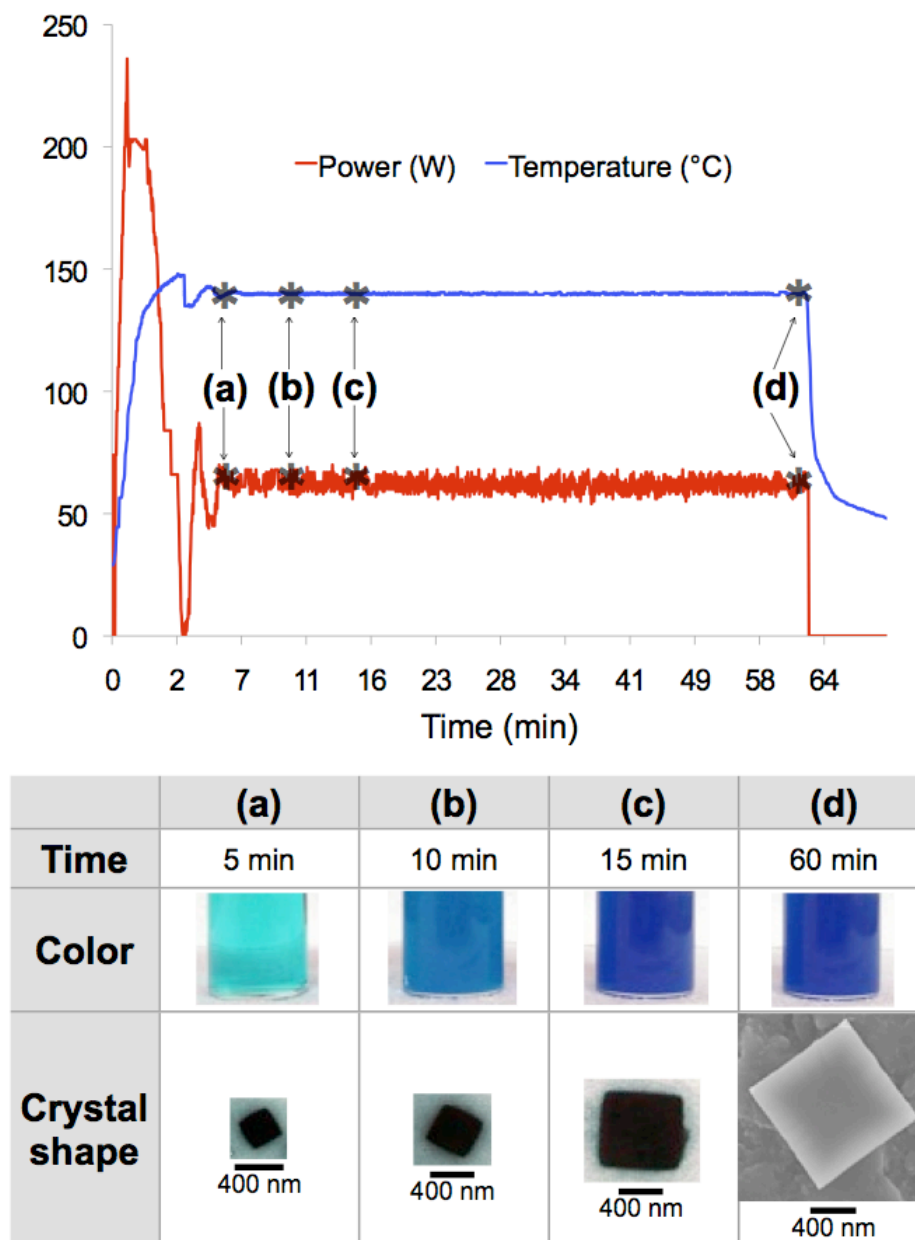 250
200
Power (W) Temperature (°C)
150
(a) (b) (c) (d)
100
50
0
0 2 7 11 16 23 28 34 41 49 58 64
Time (min)
(a) (b) (c) (d)
Time 5 min 10 min 15 min 60 min
Color
Crystal
shape
400 nm 400 nm 400 nm 400 nm